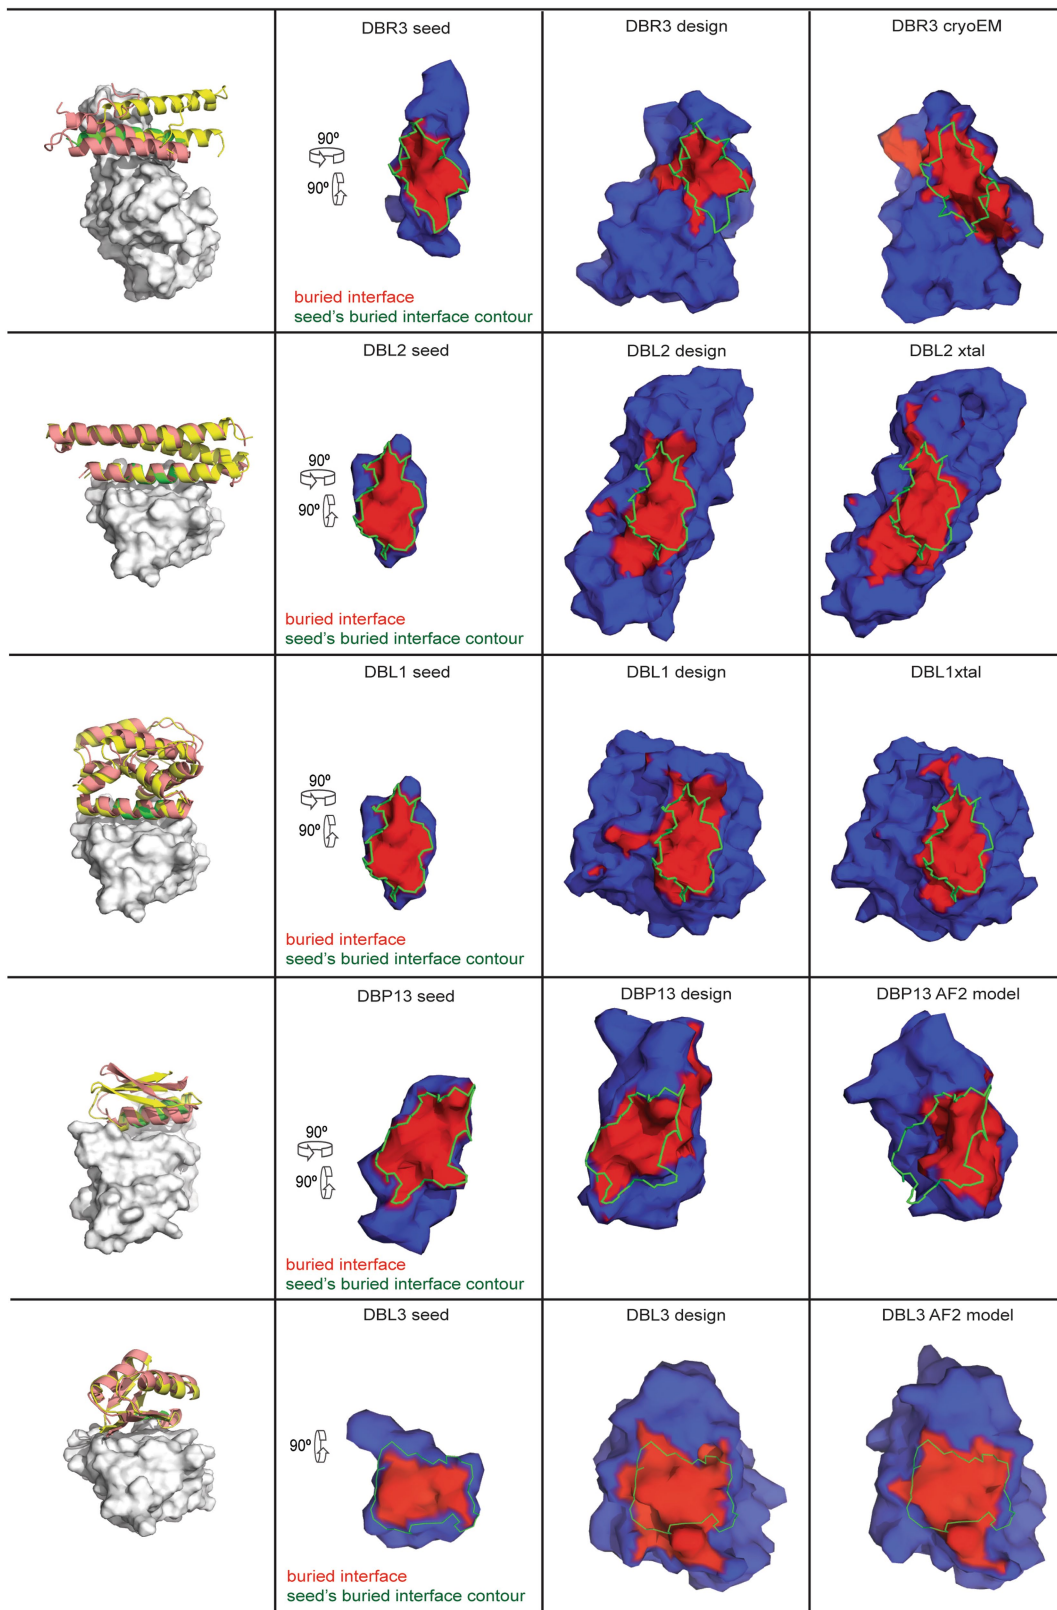 DBR3 seed
DBR3 design
DBR3 cryoEM
90º
90º
buried interface
seed's buried interface contour
DBL2 seed
DBL2 design
DBL2 xtal
90º
90º
buried interface
seed's buried interface contour
DBL1 seed
DBL1 design
DBL1xtal
90º
90º
buried interface
seed's buried interface contour
DBP13 seed
DBP13 design
DBP13 AF2 model
90º
90º
buried interface
seed's buried interface contour
DBL3 seed
DBL3 design
DBL3 AF2 model
90º
buried interface
seed's buried interface contour